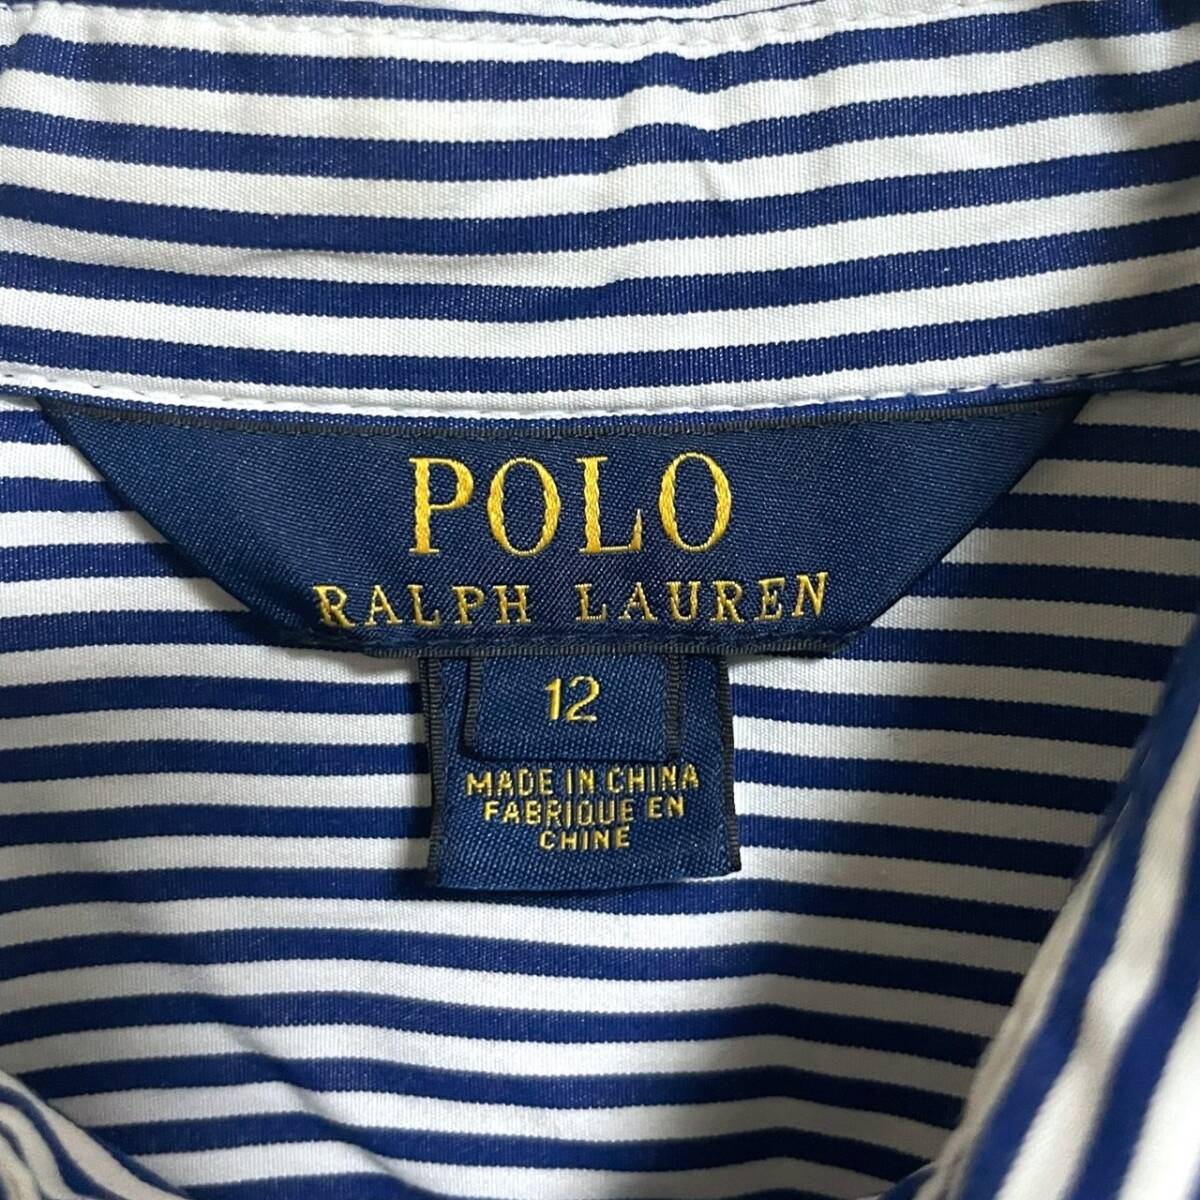 POLO
RALPH LAUREN
12
MADE IN CHINA
FABRIQUE EN
CHINE